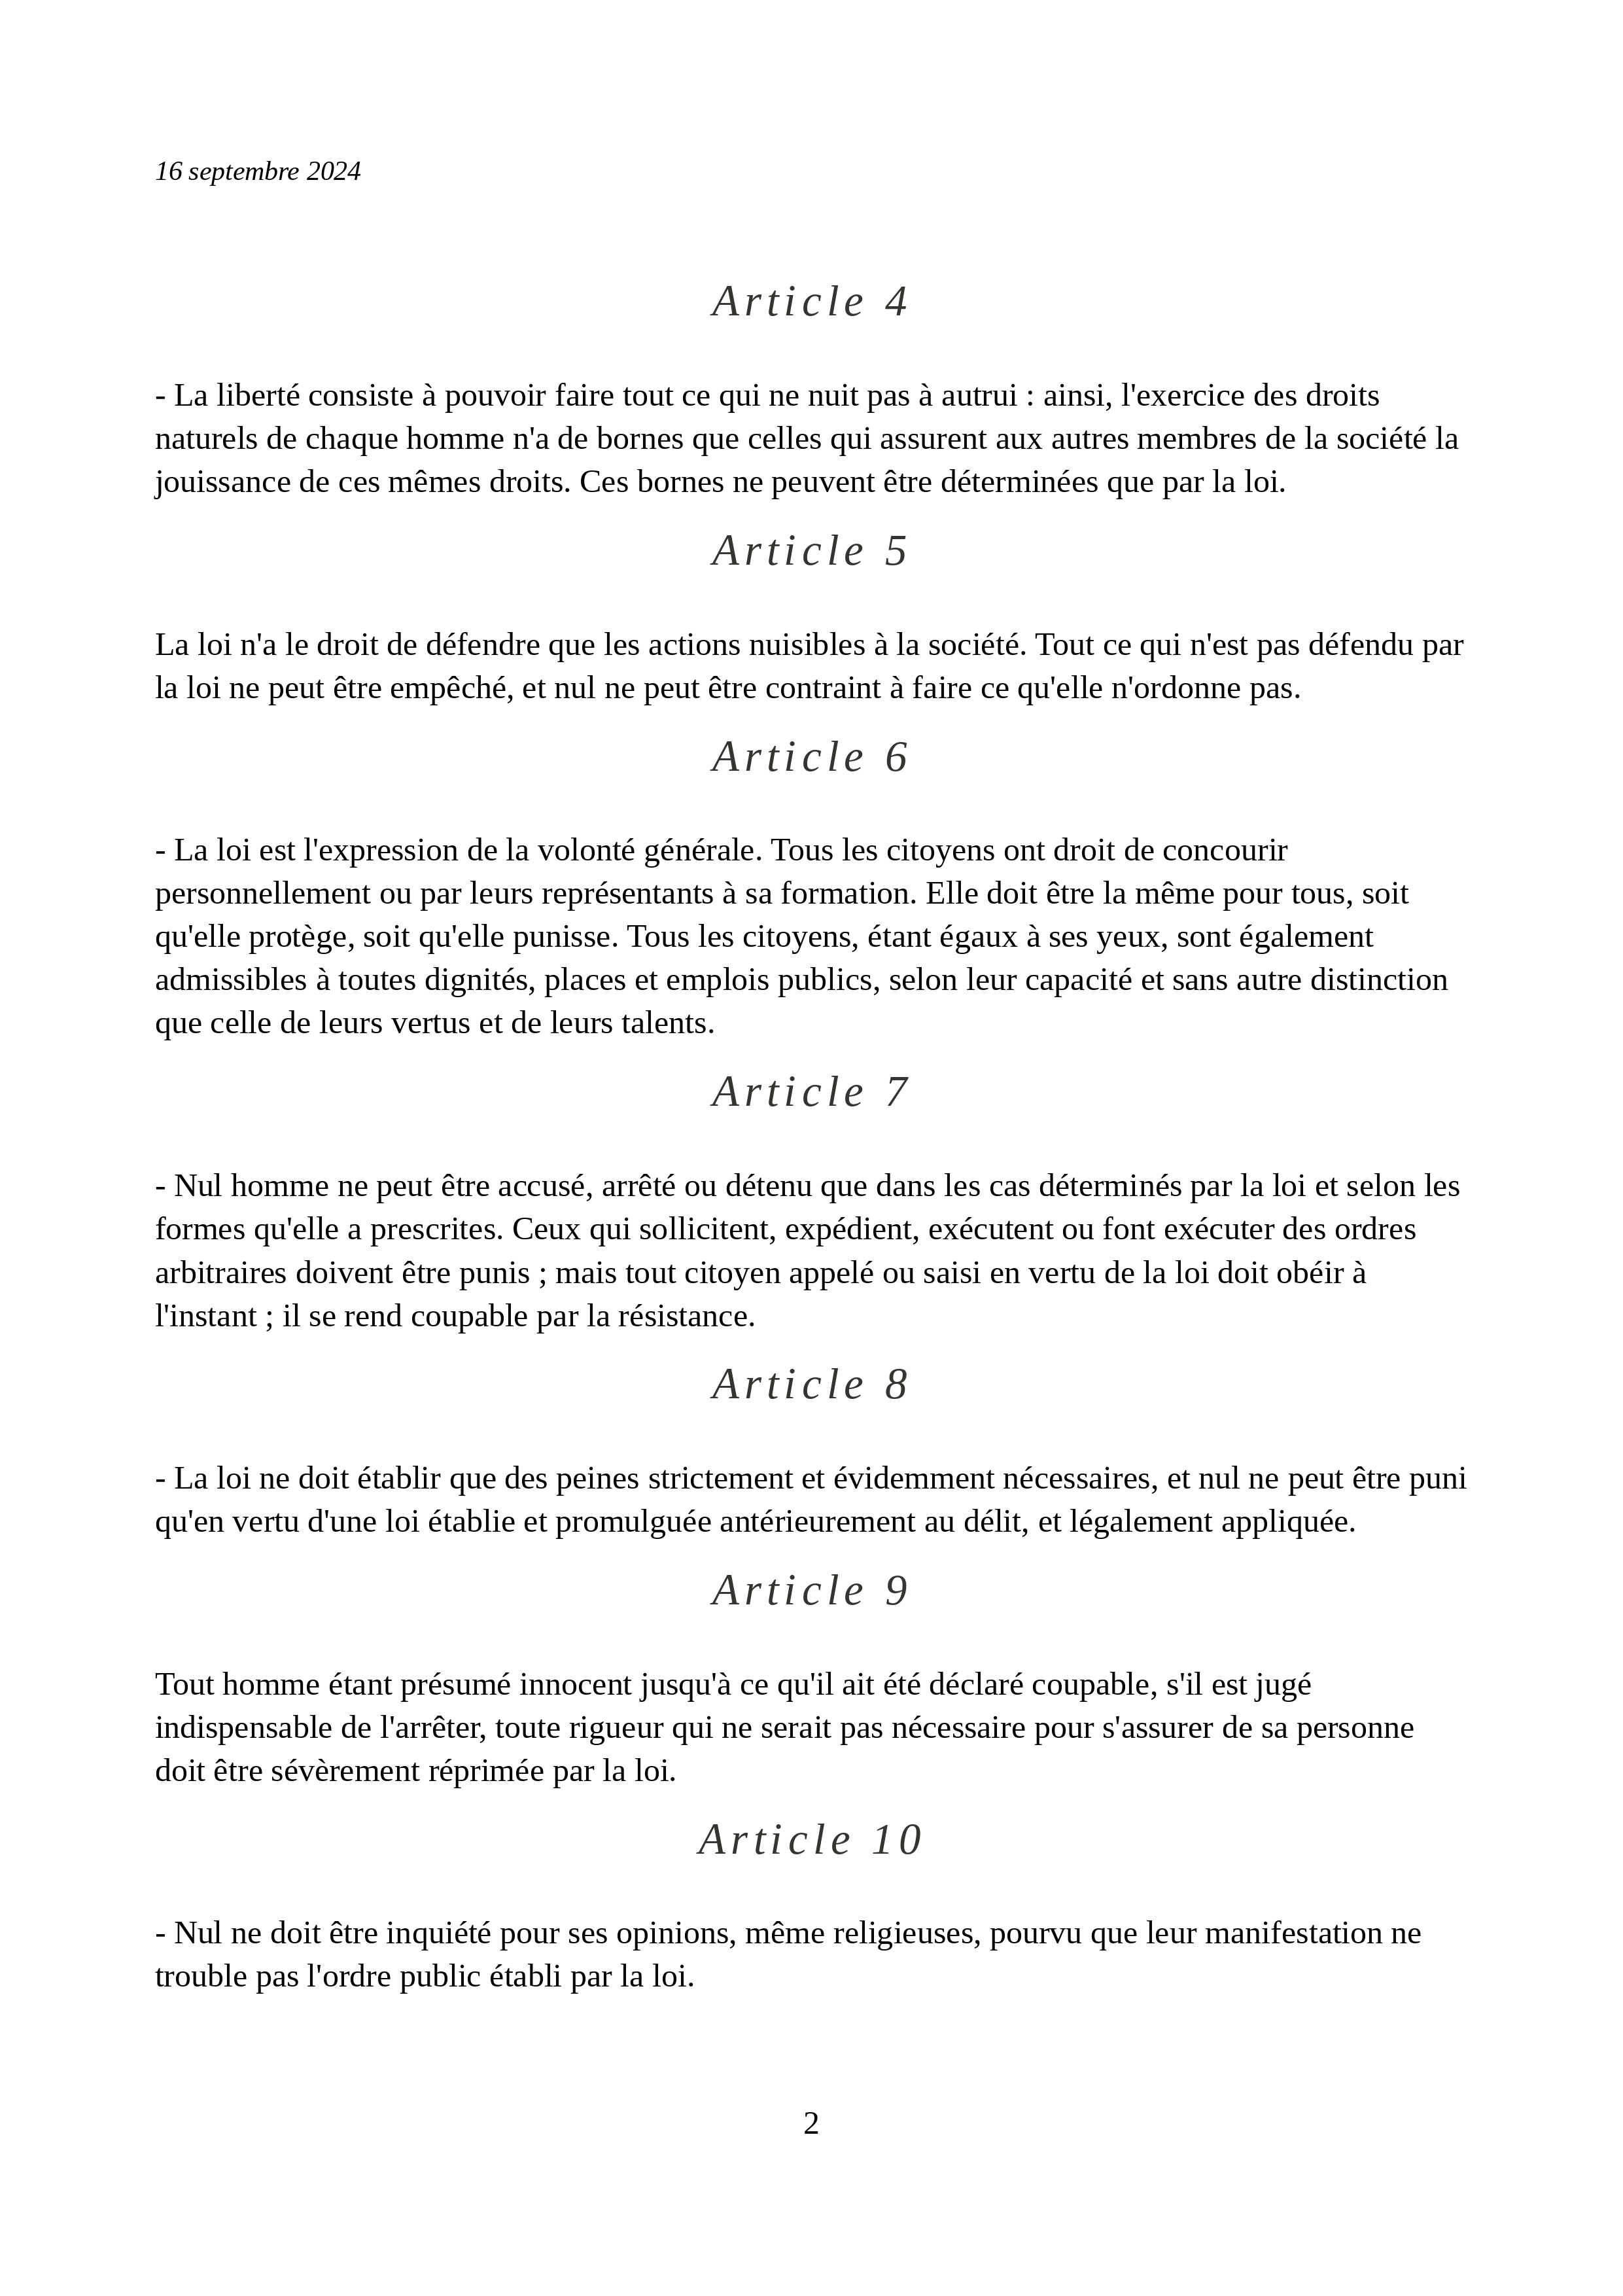 16 septembre 2024
Article 4
- La liberté consiste à pouvoir faire tout ce qui ne nuit pas à autrui : ainsi, l'exercice des droits
naturels de chaque homme n'a de bornes que celles qui assurent aux autres membres de la société la
jouissance de ces mêmes droits. Ces bornes ne peuvent être déterminées que par la loi.
Article 5
La loi n'a le droit de défendre que les actions nuisibles à la société. Tout ce qui n'est pas défendu par
la loi ne peut être empêché, et nul ne peut être contraint à faire ce qu'elle n'ordonne pas.
Article 6
- La loi est l'expression de la volonté générale. Tous les citoyens ont droit de concourir
personnellement ou par leurs représentants à sa formation. Elle doit être la même pour tous, soit
qu'elle protège, soit qu'elle punisse. Tous les citoyens, étant égaux à ses yeux, sont également
admissibles à toutes dignités, places et emplois publics, selon leur capacité et sans autre distinction
que celle de leurs vertus et de leurs talents.
Article 7
- Nul homme ne peut être accusé, arrêté ou détenu que dans les cas déterminés par la loi et selon les
formes qu'elle a prescrites. Ceux qui sollicitent, expédient, exécutent ou font exécuter des ordres
arbitraires doivent être punis ; mais tout citoyen appelé ou saisi en vertu de la loi doit obéir à
l'instant ; il se rend coupable par la résistance.
Article 8
- La loi ne doit établir que des peines strictement et évidemment nécessaires, et nul ne peut être puni
qu'en vertu d'une loi établie et promulguée antérieurement au délit, et légalement appliquée.
Article 9
Tout homme étant présumé innocent jusqu'à ce qu'il ait été déclaré coupable, s'il est jugé
indispensable de l'arrêter, toute rigueur qui ne serait pas nécessaire pour s'assurer de sa personne
doit être sévèrement réprimée par la loi.
Article 10
- Nul ne doit être inquiété pour ses opinions, même religieuses, pourvu que leur manifestation ne
trouble pas l'ordre public établi par la loi.
2